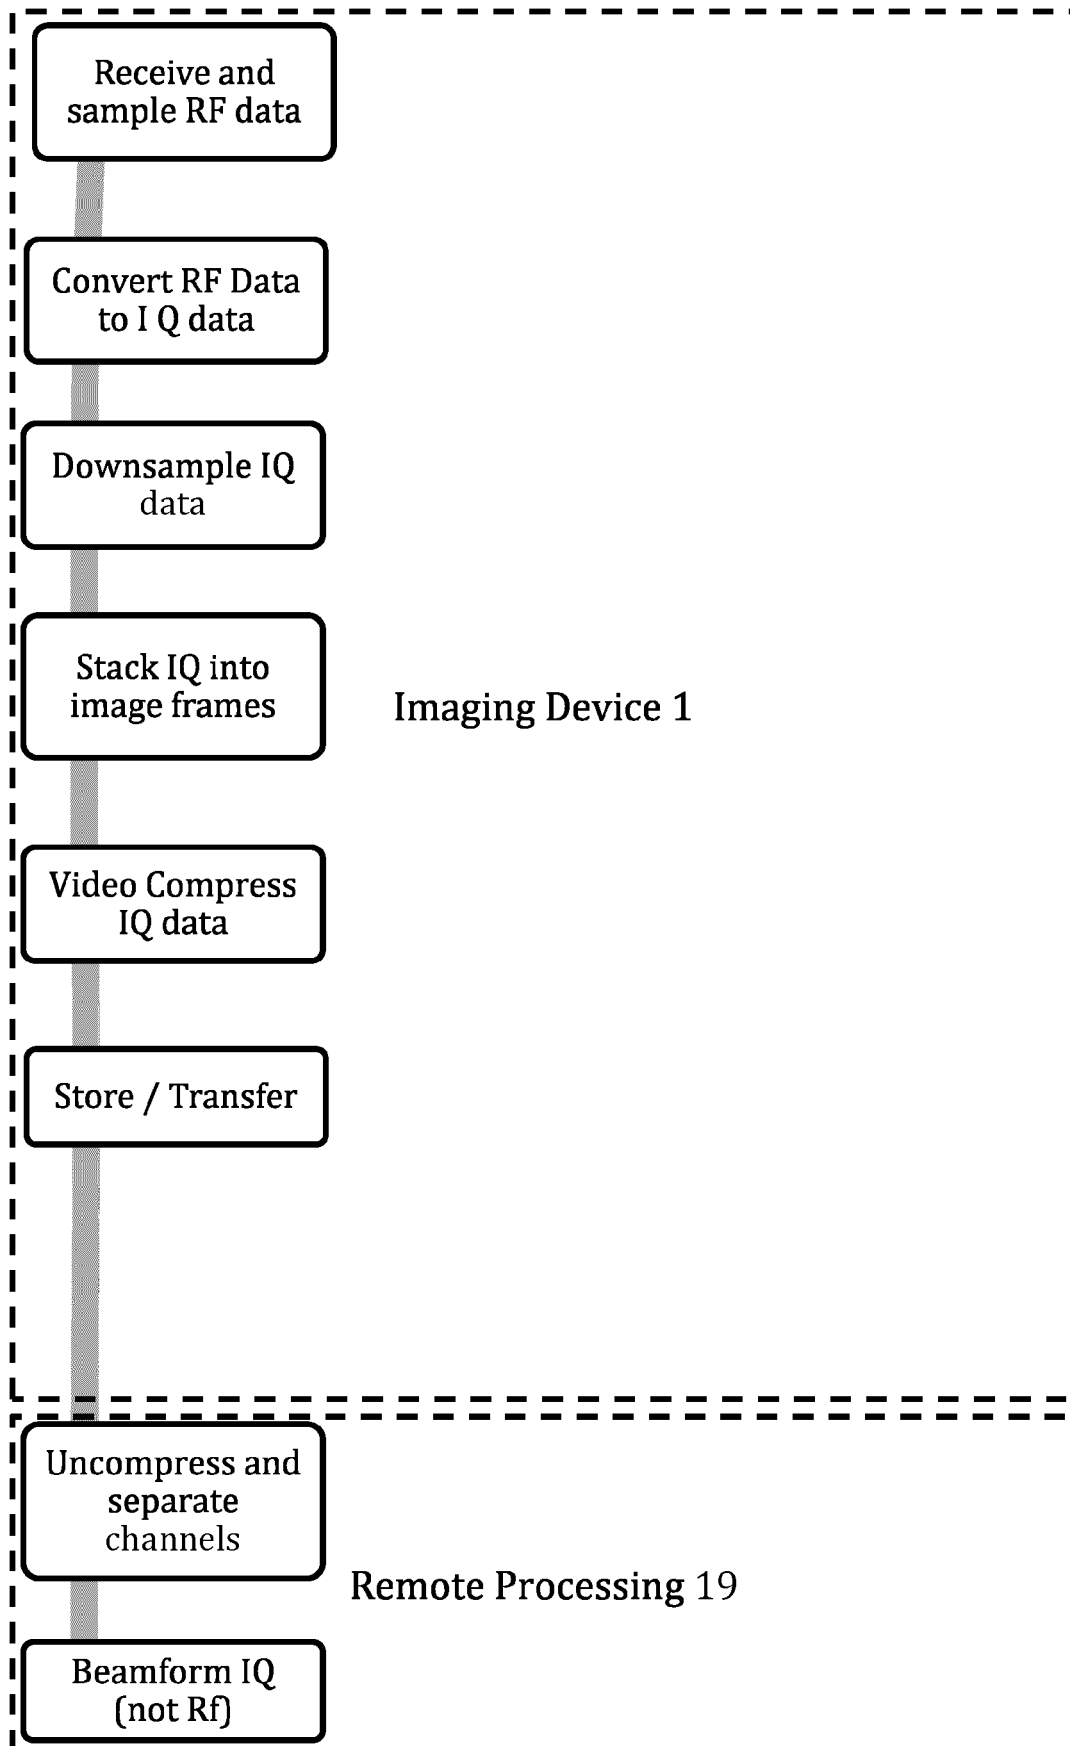 Receive and
sample RF data
Convert RF Data
to I Q data
Downsample IQ
data
Stack IQ into
image frames
Imaging Device 1
Video Compress
IQ data
Store / Transfer
Uncompress and
separate
channels
Remote Processing 19
Beamform IQ
(not Rf)